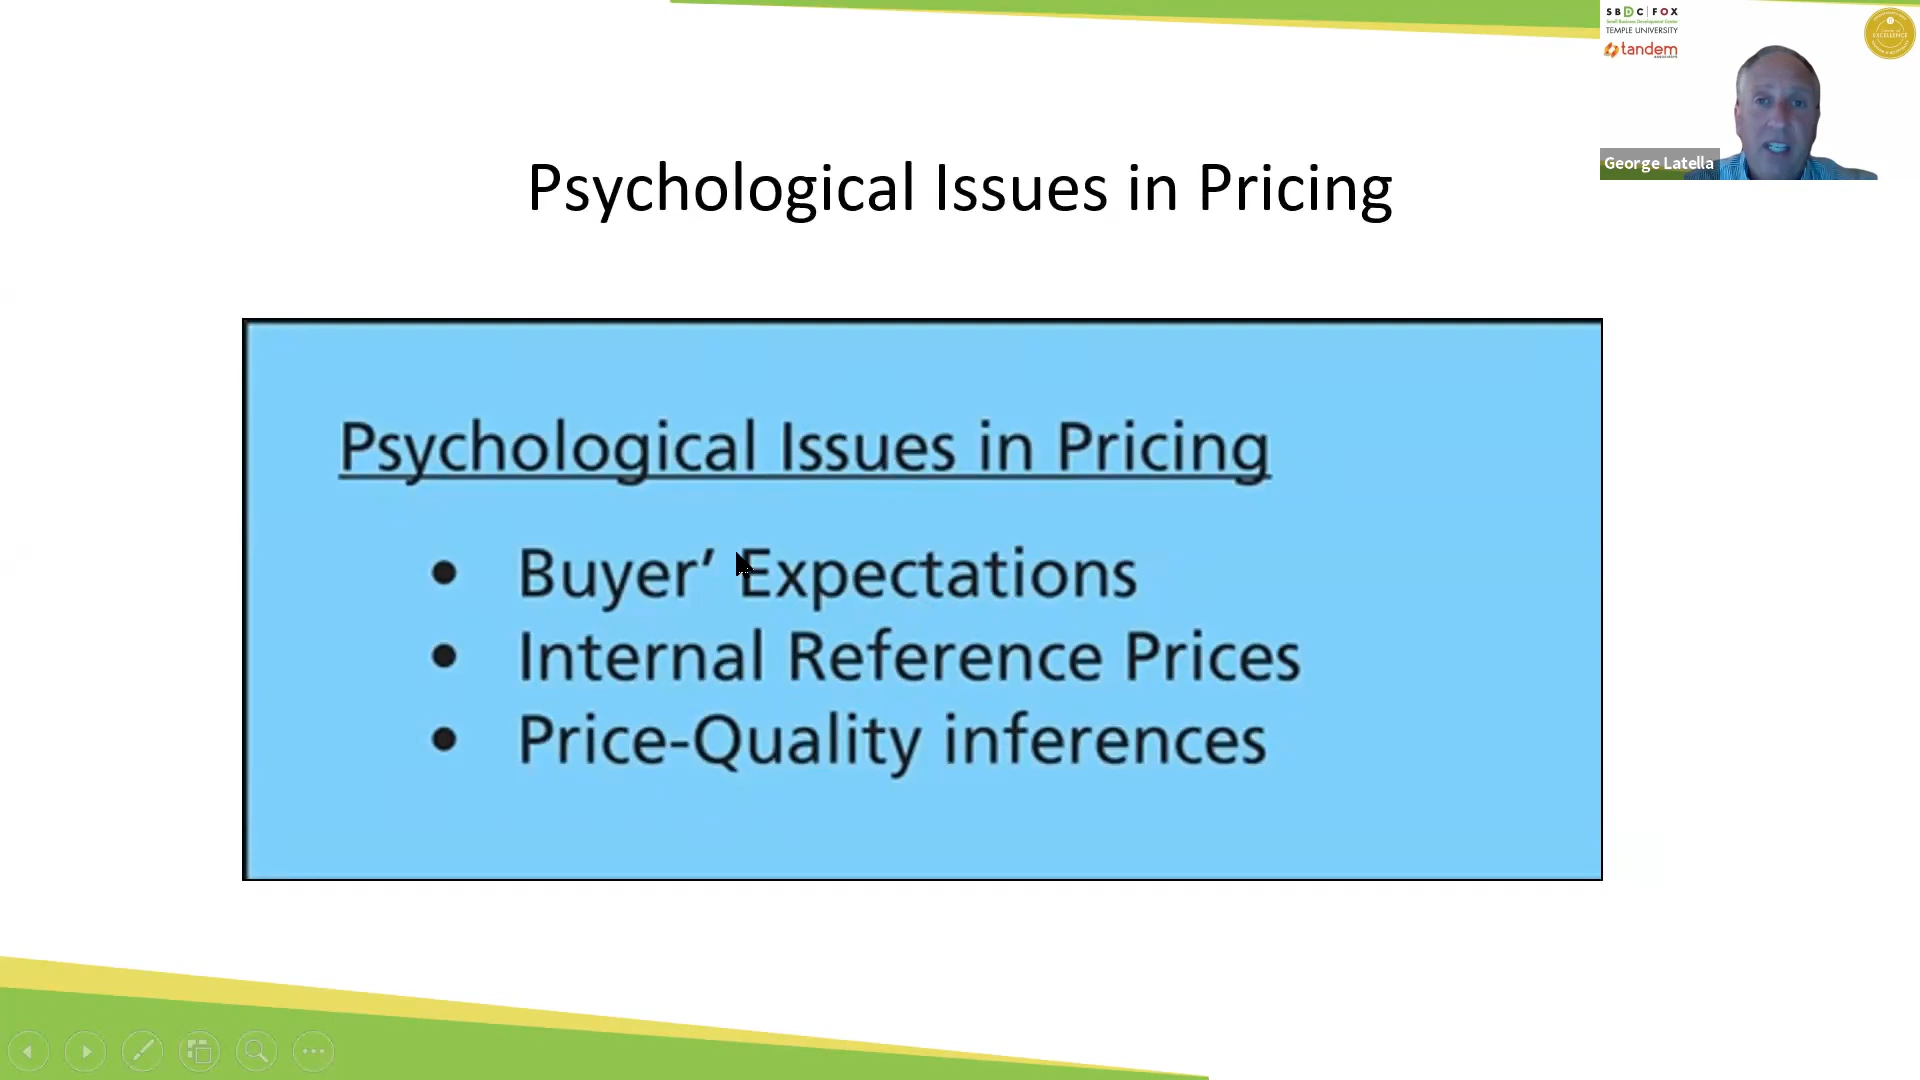 SBDC | FOX
Small Business Development Center
TEMPLE UNIVERSITY
tandem
EXCELLENCE
George Latella
Psychological Issues in Pricing
Psychological Issues in Pricing
• Buyer’ Expectations
• Internal Reference Prices
• Price-Quality inferences